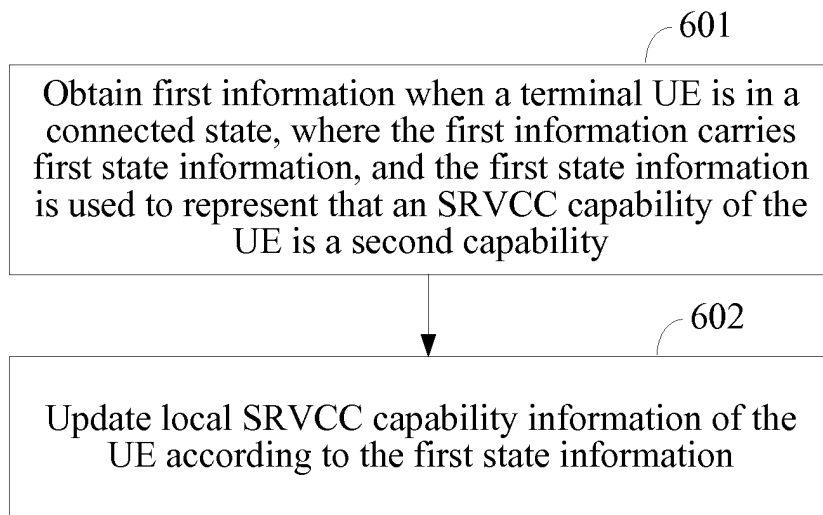 601
Obtain first information when a terminal UE is in a
connected state, where the first information carries
first state information, and the first state information
is used to represent that an SRVCC capability of the
UE is a second capability
602
Update local SRVCC capability information of the
UE according to the first state information